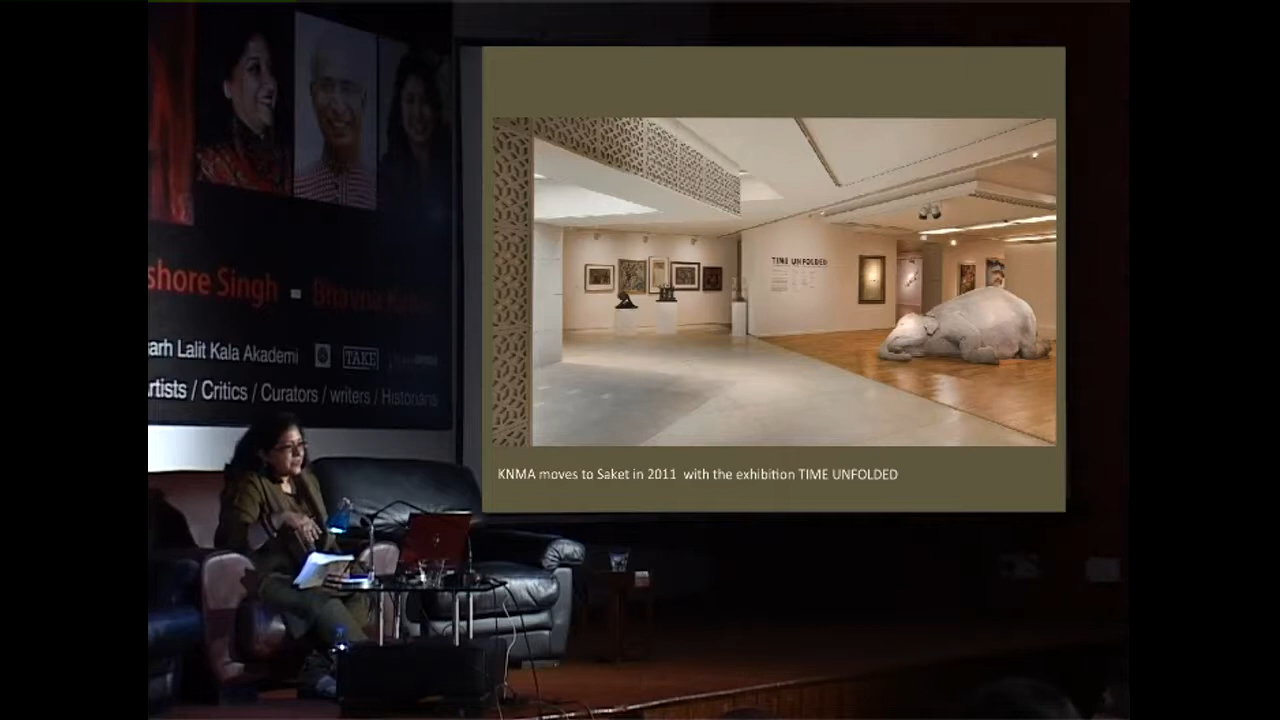 shore Singh - Bhavna
arh Lalit Kala Akademi
TAKE
rtists / Critics / Curators / writers / Historians
TIME UNFOLDED
KNMA moves to Saket in 2011 with the exhibition TIME UNFOLDED